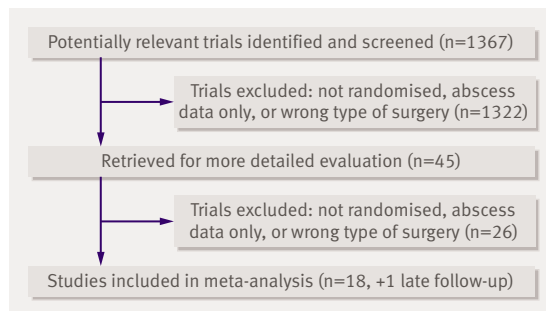 Potentially relevant trials identified and screened (n=1367)
Trials excluded: not randomised, abscess
data only, or wrong type of surgery (n=1322)
Retrieved for more detailed evaluation (n=45)
Trials excluded: not randomised, abscess
data only, or wrong type of surgery (n=26)
Studies included in meta-analysis (n=18, +1 late follow-up)